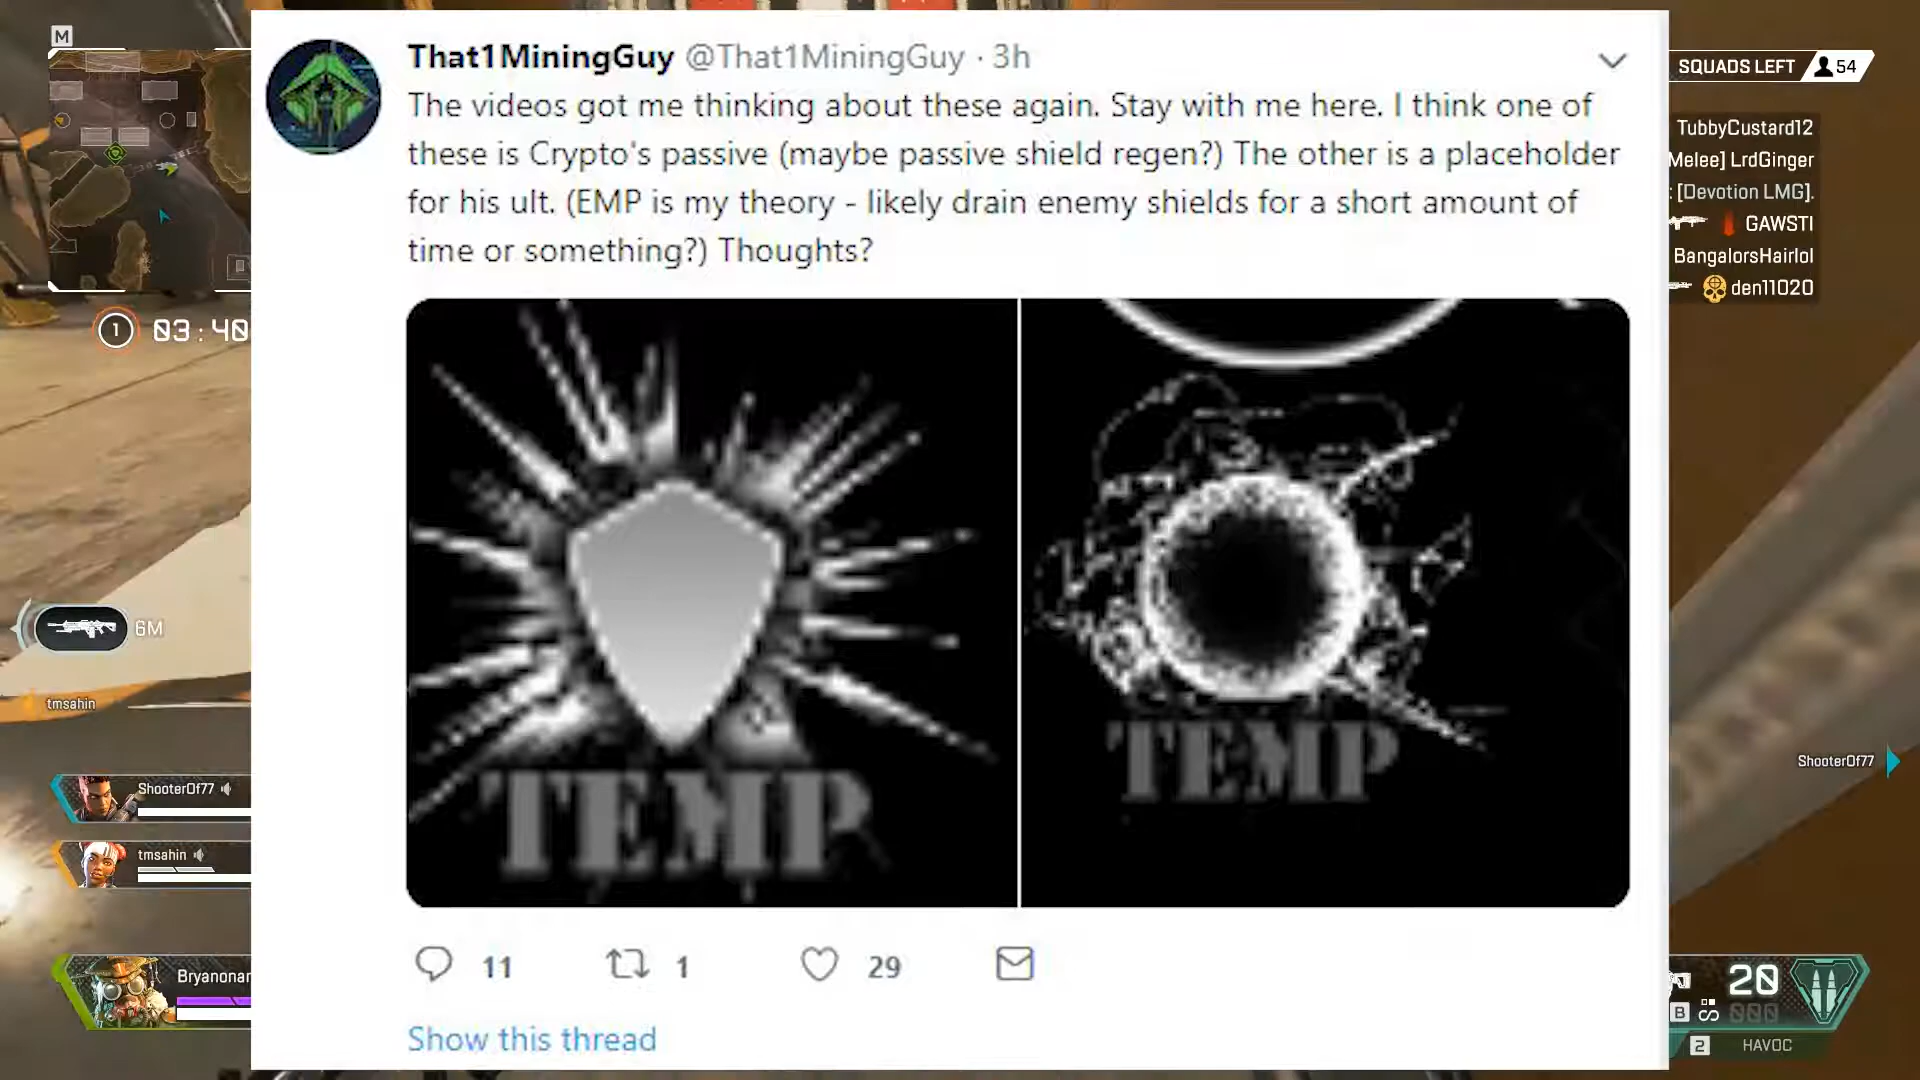 M
That1MiningGuy @That1MiningGuy · 3h
The videos got me thinking about these again. Stay with me here. I think one of
these is Crypto's passive (maybe passive shield regen?) The other is a placeholder
for his ult. (EMP is my theory - likely drain enemy shields for a short amount of
time or something?) Thoughts?
TEMP
TEMP
11 1 29
Show this thread
1 03:40
6M
tmsahin
ShooterOf77
tmsahin
Bryanonar
SQUADS LEFT 54
TubbyCustard12
Melee] LrdGinger
: [Devotion LMG].
GAWSTI
BangalorsHairlol
den11020
ShooterOf77
20
B 000
2 HAVOC